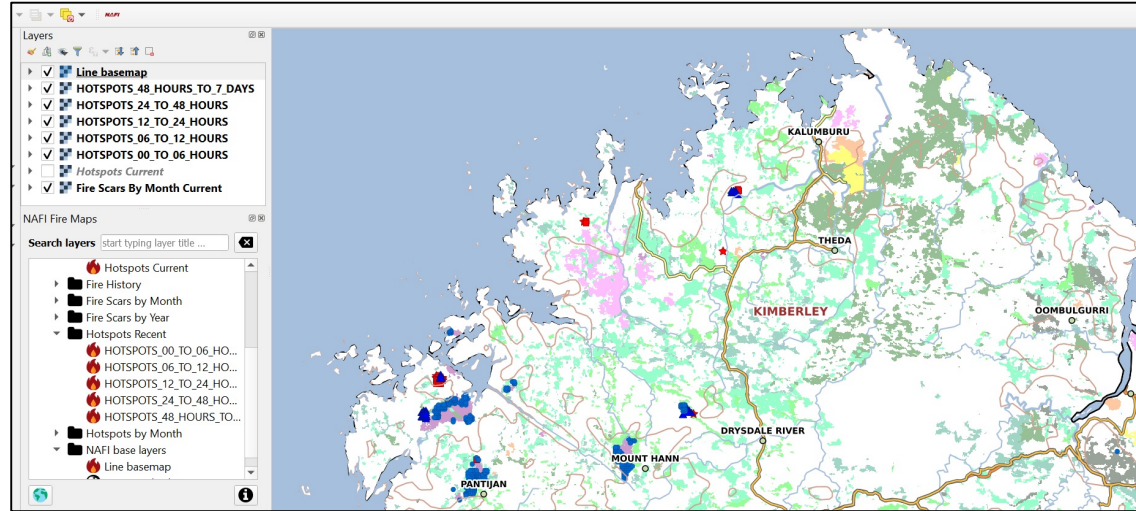 NAFI
Layers
Line basemap
HOTSPOTS_48_HOURS_TO_7_DAYS
HOTSPOTS_24_TO_48_HOURS
HOTSPOTS_12_TO_24_HOURS
HOTSPOTS_06_TO_12_HOURS
HOTSPOTS_00_TO_06_HOURS
Hotspots Current
Fire Scars By Month Current
NAFI Fire Maps
Search layers start typing layer title ...
Hotspots Current
Fire History
Fire Scars by Month
Fire Scars by Year
Hotspots Recent
HOTSPOTS_00_TO_06_HO...
HOTSPOTS_06_TO_12_HO...
HOTSPOTS_12_TO_24_HO...
HOTSPOTS_24_TO_48_HO...
HOTSPOTS_48_HOURS_TO...
Hotspots by Month
NAFI base layers
Line basemap
KALUMBURU
THEDA
KIMBERLEY
OOMBULGURRI
DRYSDALE RIVER
MOUNT HANN
PANTIJAN